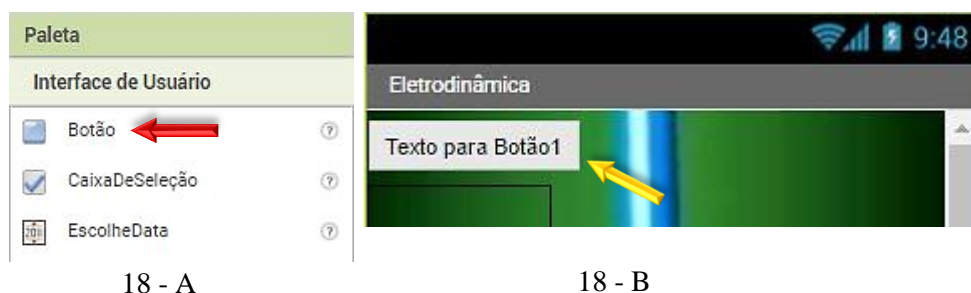 Paleta
Interface de Usuário
Botão
CaixaDeSeleção
EscolheData
18 - A
9:48
Eletrodinâmica
Texto para Botão1
18 - B